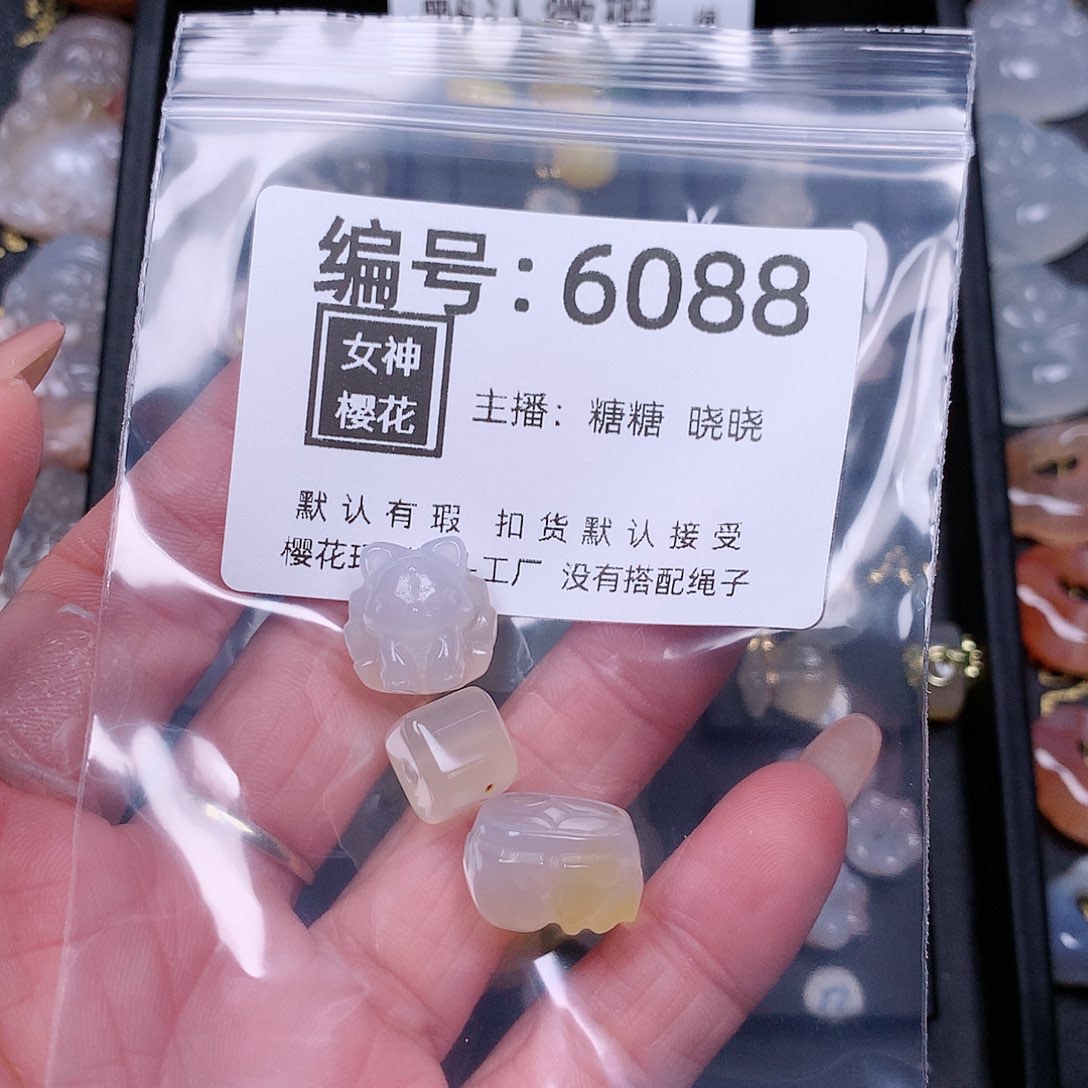 编号：6088
女神
樱花
主播：糖糖 晓晓
默认有瑕 扣货默认接受
樱花 工厂 没有搭配绳子